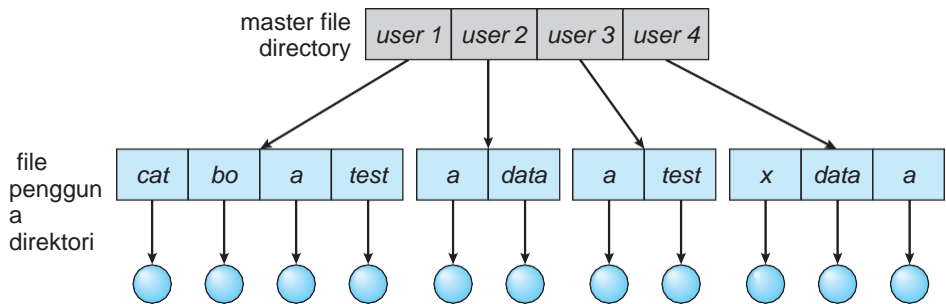 master file
directory
user 1 user 2 user 3 user 4
file
penggun
a
direktori
cat bo a test a data a test x data a